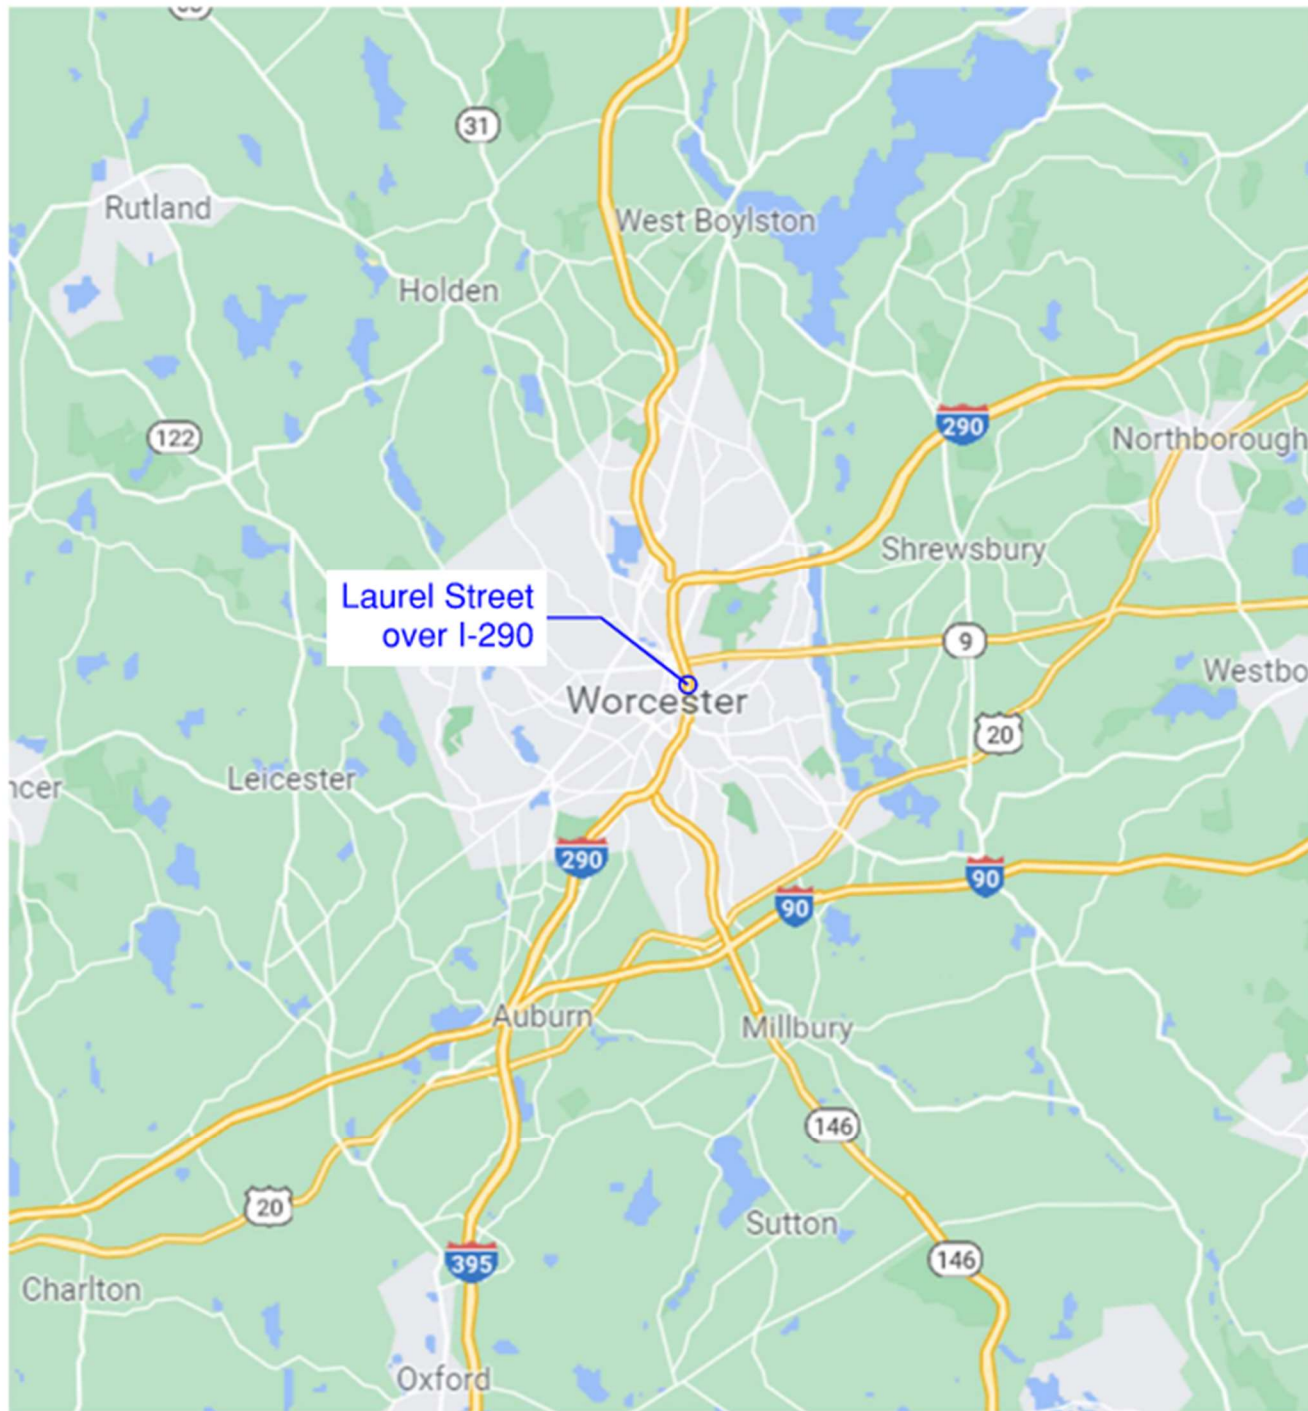 31
Rutland
West Boylston
Holden
290
122
Northborough
Shrewsbury
Laurel Street
over I-290
9
Westbo
Worcester
20
Leicester
ncer
290
90
90
Auburn
Millbury
146
20
Sutton
146
395
Charlton
Oxford